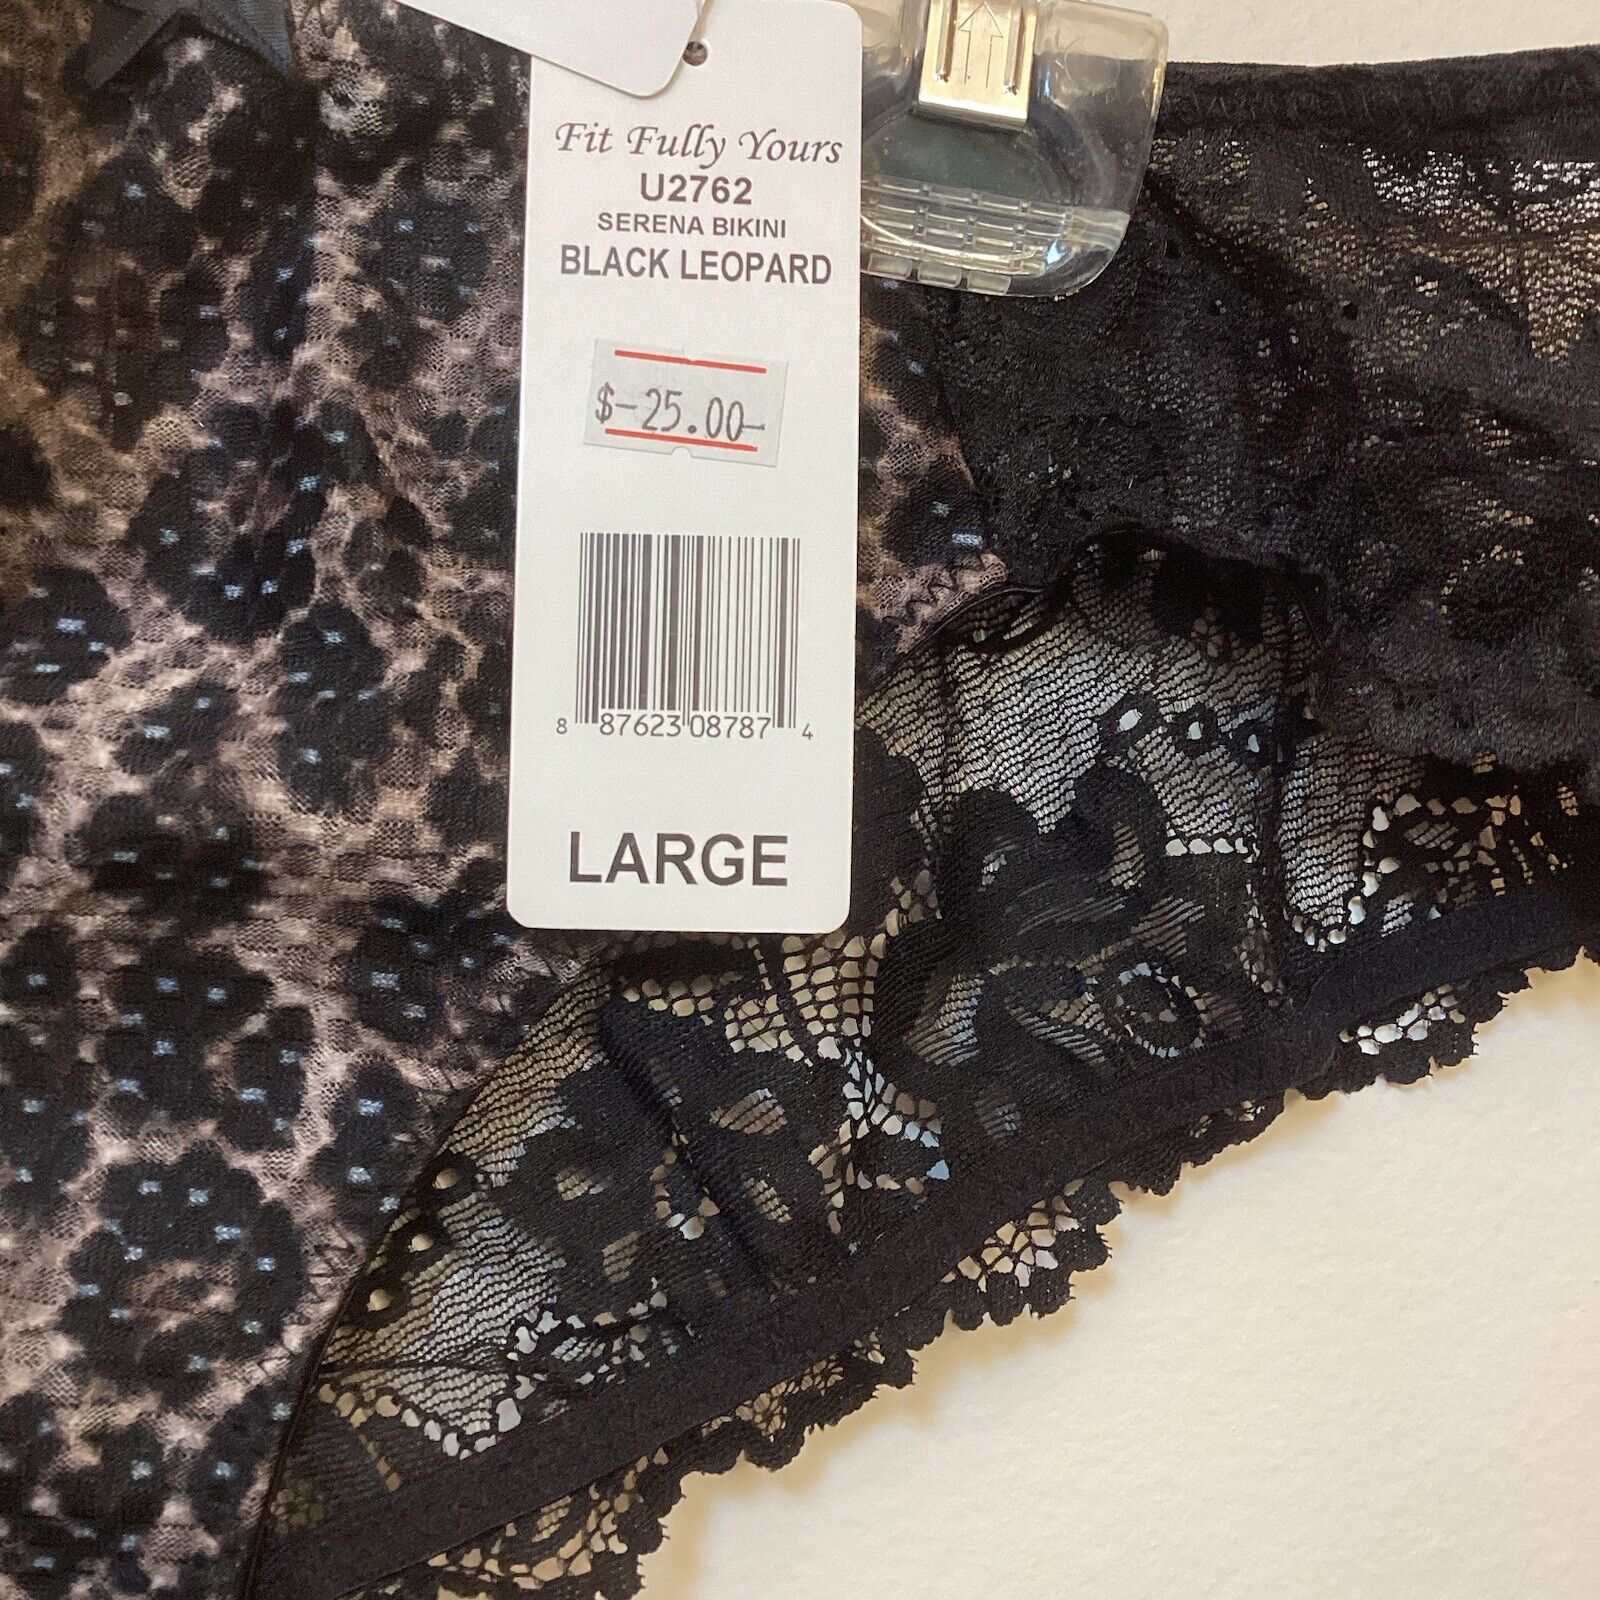 Fit Fully Yours
U2762
SERENA BIKINI
BLACK LEOPARD
$-25.00-
8 87623 08787 4
LARGE